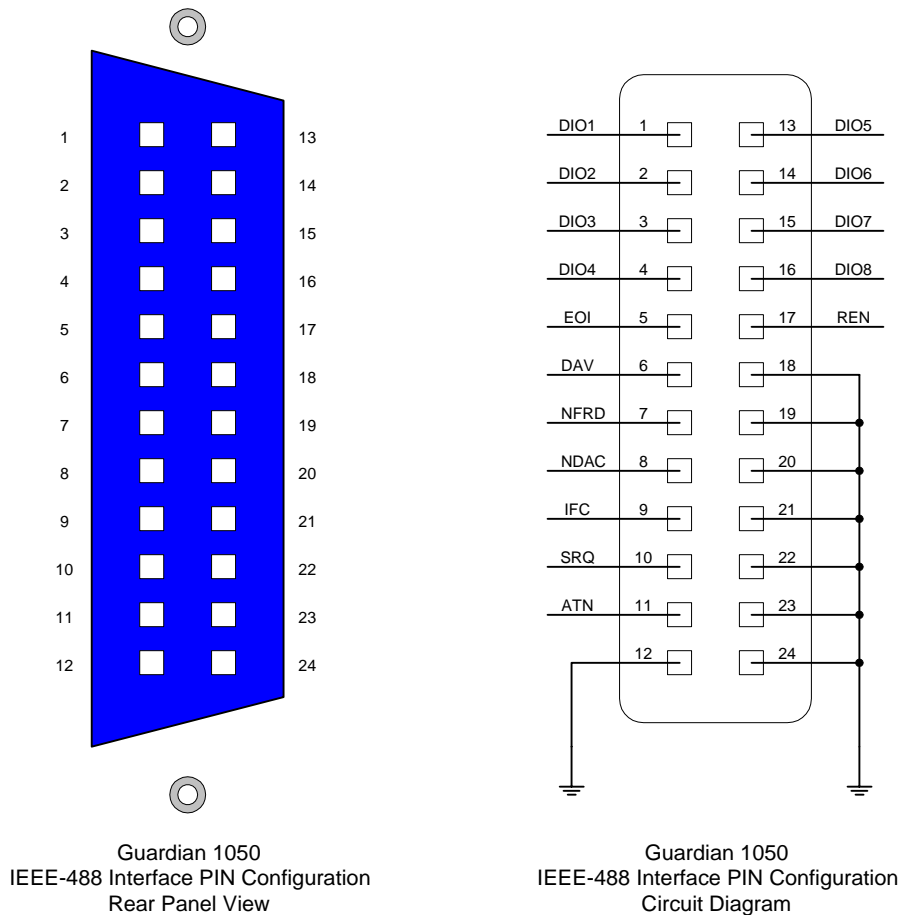 1 13
2 14
3 15
4 16
5 17
6 18
7 19
8 20
9 21
10 22
11 23
12 24
Guardian 1050
IEEE-488 Interface PIN Configuration
Rear Panel View
DIO1 1 13 DIO5
DIO2 2 14 DIO6
DIO3 3 15 DIO7
DIO4 4 16 DIO8
EOI 5 17 REN
DAV 6 18
NFRD 7 19
NDAC 8 20
IFC 9 21
SRQ 10 22
ATN 11 23
12 24
Guardian 1050
IEEE-488 Interface PIN Configuration
Circuit Diagram